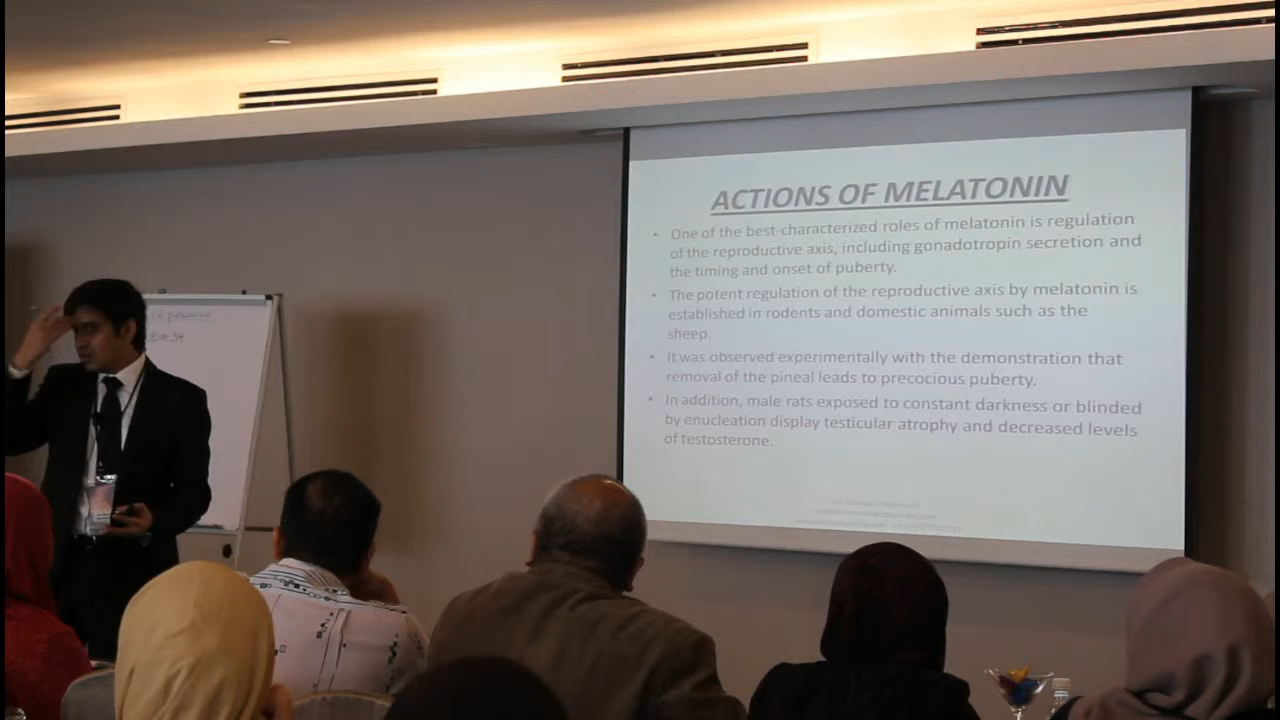 ACTIONS OF MELATONIN
• One of the best-characterized roles of melatonin is regulation
of the reproductive axis, including gonadotropin secretion and
the timing and onset of puberty.
• The potent regulation of the reproductive axis by melatonin is
established in rodents and domestic animals such as the
sheep.
• It was observed experimentally with the demonstration that
removal of the pineal leads to precocious puberty.
• In addition, male rats exposed to constant darkness or blinded
by enucleation display testicular atrophy and decreased levels
of testosterone.